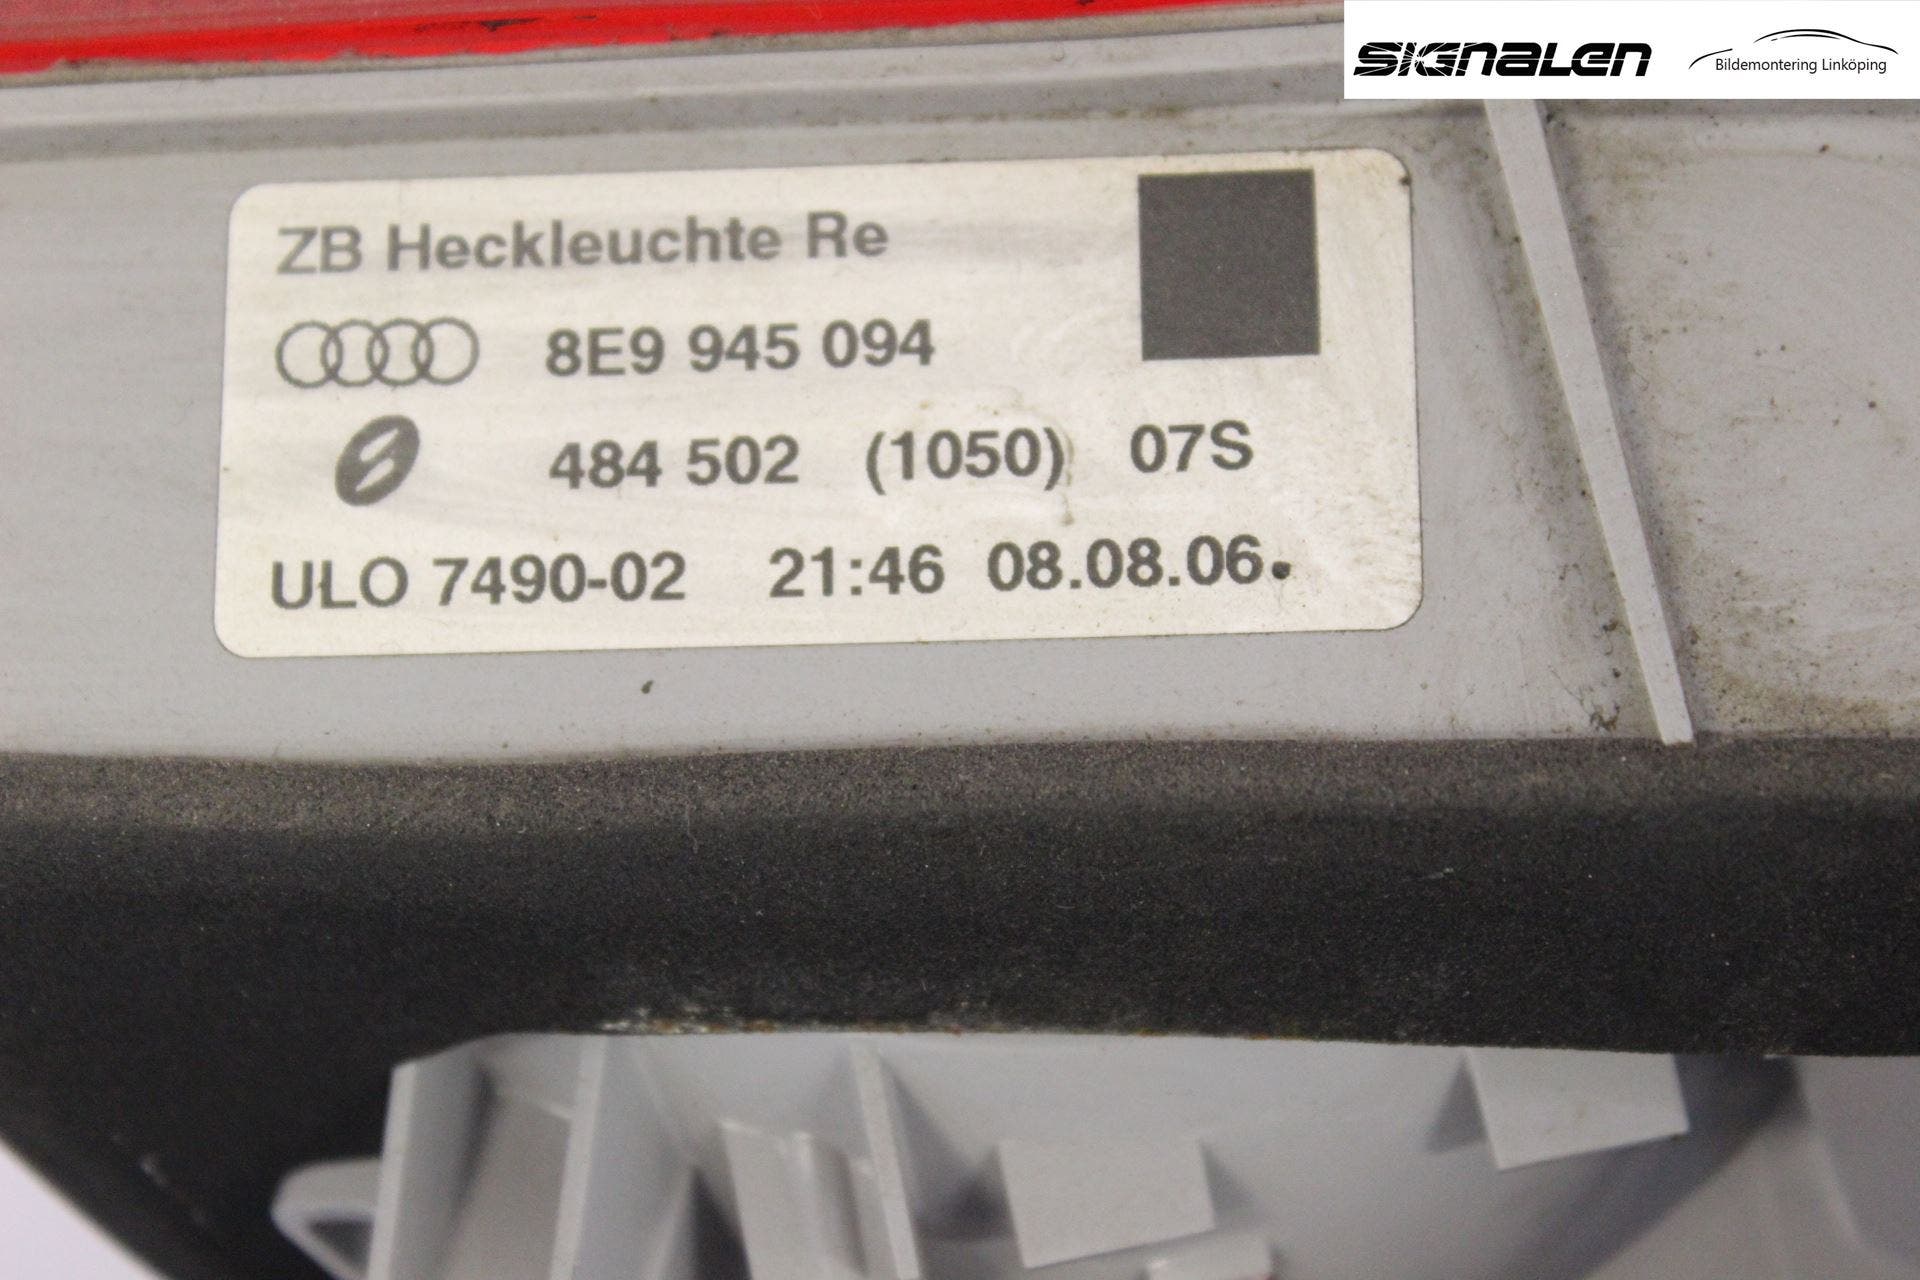 SIGNALEN
Bildemontering Linköping
ZB Heckleuchte Re
8E9 945 094
484 502 (1050) 07S
ULO 7490-02 21:46 08.08.06.